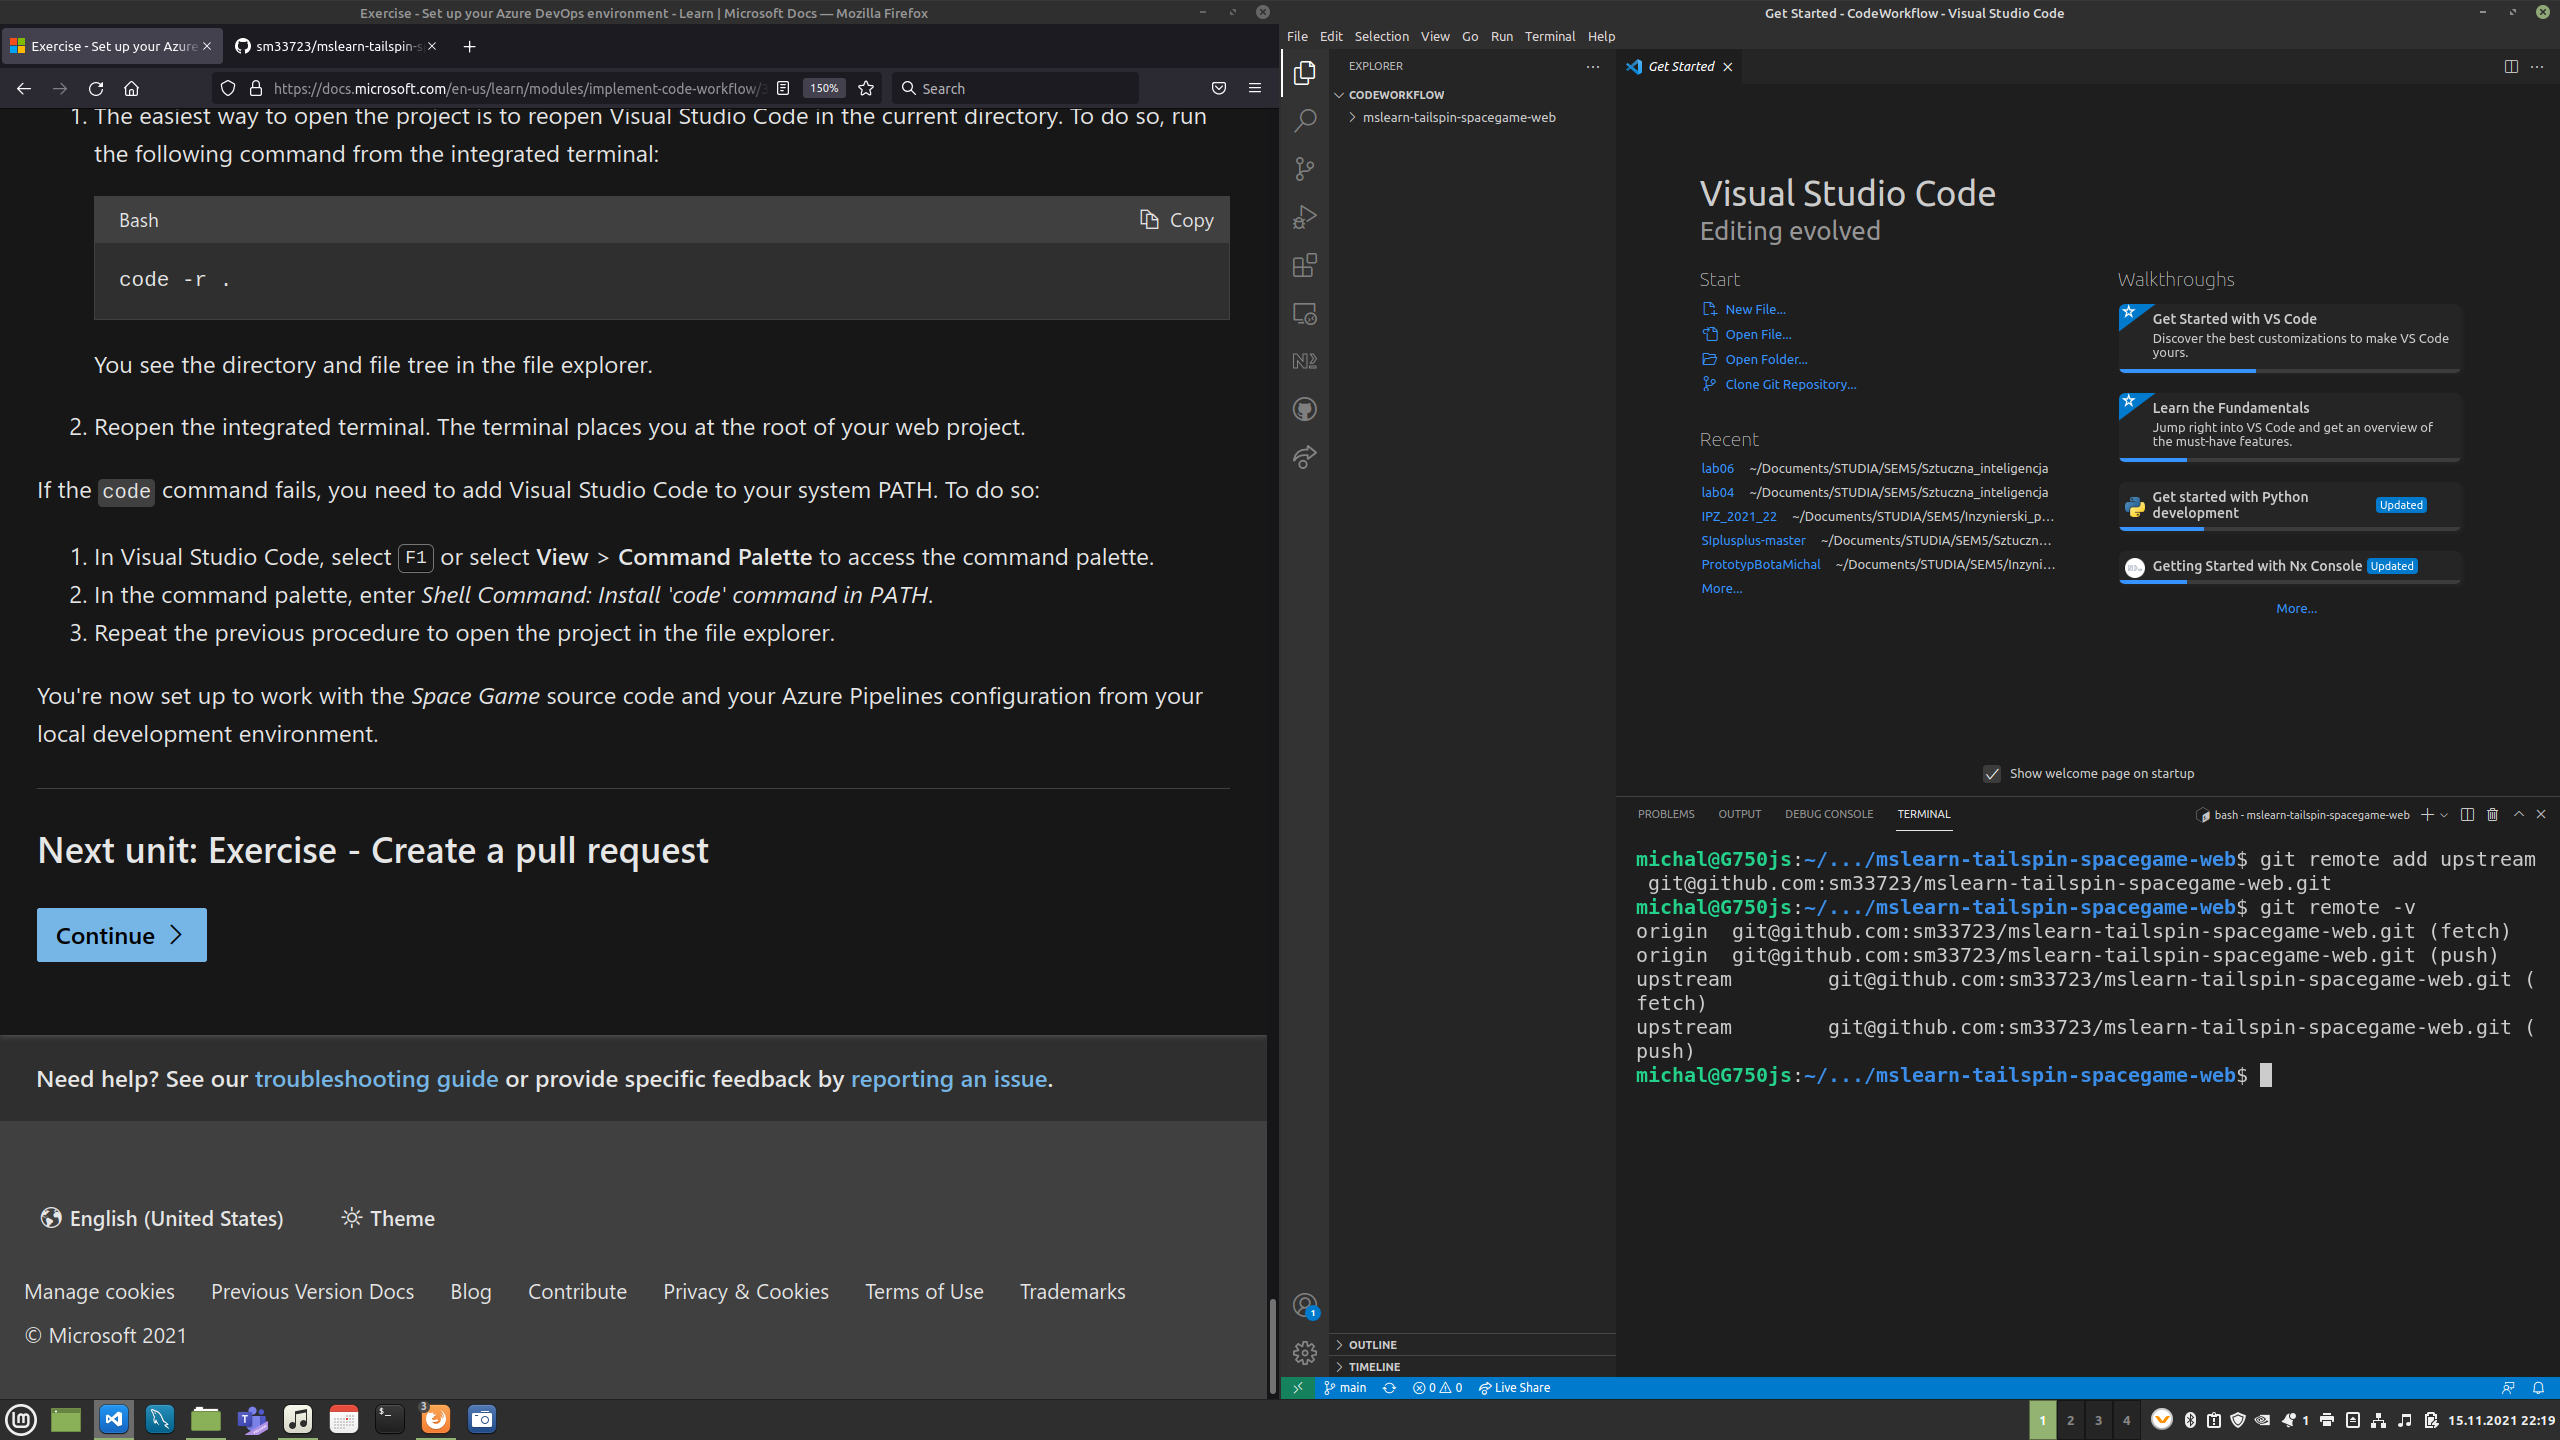 Exercise - Set up your Azure DevOps environment - Learn | Microsoft Docs — Mozilla Firefox
Exercise - Set up your Azure
sm33723/mslearn-tailspin-s
https://docs.microsoft.com/en-us/learn/modules/implement-code-workflow/3
150%
Search
1. The easiest way to open the project is to reopen Visual Studio Code in the current directory. To do so, run
the following command from the integrated terminal:
Bash
Copy
code -r .
You see the directory and file tree in the file explorer.
2. Reopen the integrated terminal. The terminal places you at the root of your web project.
If the code command fails, you need to add Visual Studio Code to your system PATH. To do so:
1. In Visual Studio Code, select F1 or select View > Command Palette to access the command palette.
2. In the command palette, enter Shell Command: Install 'code' command in PATH.
3. Repeat the previous procedure to open the project in the file explorer.
You're now set up to work with the Space Game source code and your Azure Pipelines configuration from your
local development environment.
Next unit: Exercise - Create a pull request
Continue
Need help? See our troubleshooting guide or provide specific feedback by reporting an issue.
English (United States)
Theme
Manage cookies
Previous Version Docs
Blog
Contribute
Privacy & Cookies
Terms of Use
Trademarks
© Microsoft 2021
Get Started - CodeWorkflow - Visual Studio Code
File Edit Selection View Go Run Terminal Help
EXPLORER
CODEWORKFLOW
mslearn-tailspin-spacegame-web
OUTLINE
TIMELINE
Get Started
Visual Studio Code
Editing evolved
Start
New File...
Open File...
Open Folder...
Clone Git Repository...
Recent
lab06 ~/Documents/STUDIA/SEM5/Sztuczna_inteligencja
lab04 ~/Documents/STUDIA/SEM5/Sztuczna_inteligencja
IPZ_2021_22 ~/Documents/STUDIA/SEM5/Inzynierski_p...
SIplusplus-master ~/Documents/STUDIA/SEM5/Sztuczn...
PrototypBotaMichal ~/Documents/STUDIA/SEM5/Inzyni...
More...
Walkthroughs
Get Started with VS Code
Discover the best customizations to make VS Code
yours.
Learn the Fundamentals
Jump right into VS Code and get an overview of
the must-have features.
Get started with Python
development
Updated
Getting Started with Nx Console
Updated
More...
Show welcome page on startup
PROBLEMS
OUTPUT
DEBUG CONSOLE
TERMINAL
bash - mslearn-tailspin-spacegame-web
michal@G750js:~/.../mslearn-tailspin-spacegame-web$ git remote add upstream
git@github.com:sm33723/mslearn-tailspin-spacegame-web.git
michal@G750js:~/.../mslearn-tailspin-spacegame-web$ git remote -v
origin git@github.com:sm33723/mslearn-tailspin-spacegame-web.git (fetch)
origin git@github.com:sm33723/mslearn-tailspin-spacegame-web.git (push)
upstream git@github.com:sm33723/mslearn-tailspin-spacegame-web.git (
fetch)
upstream git@github.com:sm33723/mslearn-tailspin-spacegame-web.git (
push)
michal@G750js:~/.../mslearn-tailspin-spacegame-web$
1
main
0
0
Live Share
3
1
2
3
4
1
15.11.2021 22:19